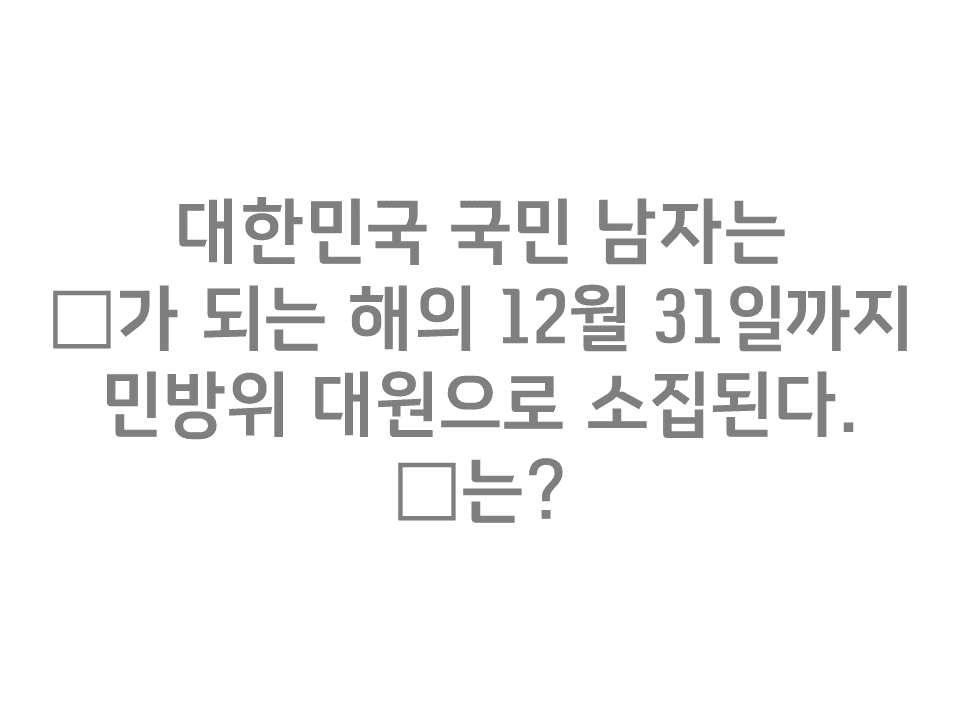 대한민국 국민 남자는
□가 되는 해의 12월 31일까지
민방위 대원으로 소집된다.
□는?